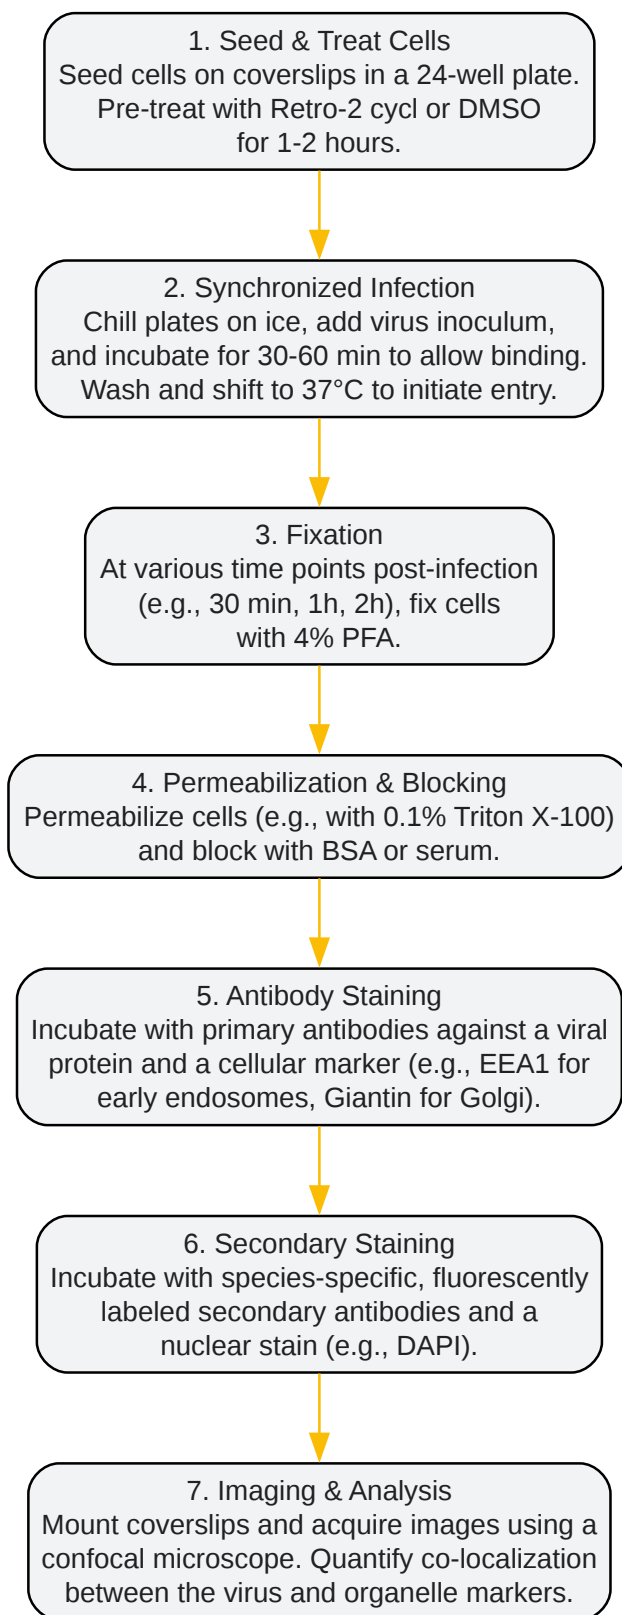 1. Seed & Treat Cells
Seed cells on coverslips in a 24-well plate.
Pre-treat with Retro-2 cycl or DMSO
for 1-2 hours.
2. Synchronized Infection
Chill plates on ice, add virus inoculum,
and incubate for 30-60 min to allow binding.
Wash and shift to 37°C to initiate entry.
3. Fixation
At various time points post-infection
(e.g., 30 min, 1h, 2h), fix cells
with 4% PFA.
4. Permeabilization & Blocking
Permeabilize cells (e.g., with 0.1% Triton X-100)
and block with BSA or serum.
5. Antibody Staining
Incubate with primary antibodies against a viral
protein and a cellular marker (e.g., EEA1 for
early endosomes, Giantin for Golgi).
6. Secondary Staining
Incubate with species-specific, fluorescently
labeled secondary antibodies and a
nuclear stain (e.g., DAPI).
7. Imaging & Analysis
Mount coverslips and acquire images using a
confocal microscope. Quantify co-localization
between the virus and organelle markers.